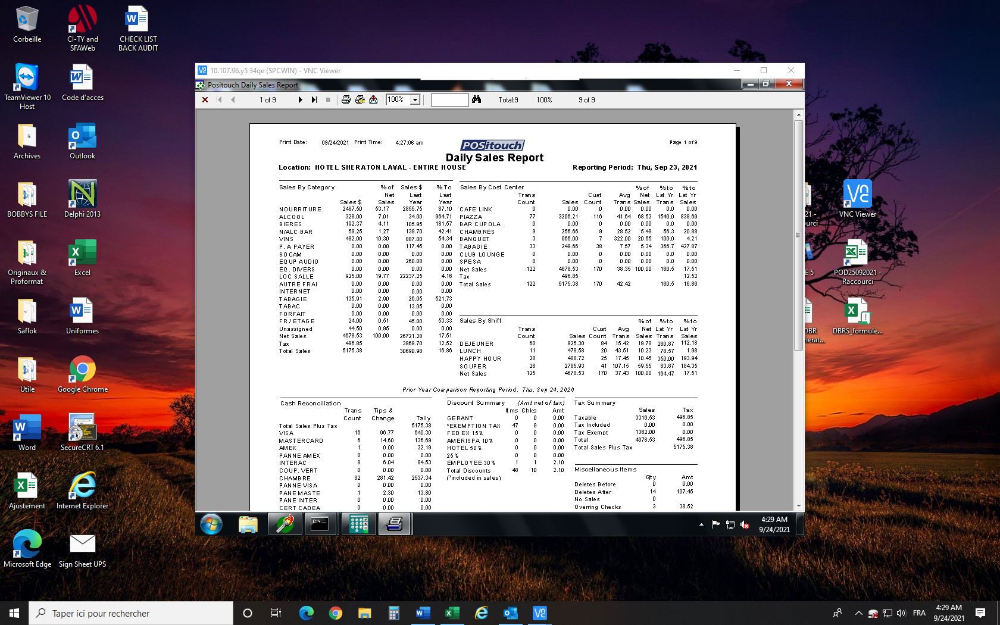 Corbeille
CI-TY and
SFAWeb
CHECK LIST
BACK AUDIT
TeamViewer 10
Host
Code d'acces
Archives
Outlook
BOBBYS FILE
Delphi 2013
Originaux &
Proformat
Excel
Saflok
Uniformes
Utile
Google Chrome
Word
SecureCRT 6.1
Ajustement
Internet Explorer
Microsoft Edge
Sign Sheet UPS
VNC Viewer
POD25092021 -
Raccourci
DBRS_formule...
10.107.96.y5 34qe (SPCWIN) - VNC Viewer
Positouch Daily Sales Report
1 of 9 100% Total:9 100% 9 of 9
Print Date: 09/24/2021 Print Time: 4:27:06 am
POSitouch
Page 1 of 9
Daily Sales Report
Location: HOTEL SHERATON LAVAL - ENTIRE HOUSE
Reporting Period: Thu, Sep 23, 2021
Sales By Category % of Sales $ % To
Net Last Last
Sales $ Sales Year Year
NOURRITURE 2487.50 53.17 2855.75 87.10
ALCOOL 328.00 7.01 34.00 964.71
BIERES 192.37 4.11 105.95 181.57
N/ALC BAR 59.25 1.27 139.70 42.41
VINS 482.00 10.30 887.00 54.34
P. A PAYER 0.00 0.00 117.45 0.00
SOCAM 0.00 0.00 0.00 0.00
EQUP AUDIO 0.00 0.00 260.08 0.00
EQ. DIVERS 0.00 0.00 0.00 0.00
LOC SALLE 925.00 19.77 22237.25 4.16
AUTRE FRAI 0.00 0.00 0.00 0.00
INTERNET 0.00 0.00 0.00 0.00
TABAGIE 135.91 2.90 26.05 521.73
TABAC 0.00 0.00 13.05 0.00
FORFAIT 0.00 0.00 0.00 0.00
FR / ETAGE 24.00 0.51 45.00 53.33
Unassigned 44.50 0.95 0.00 0.00
Net Sales 4678.53 100.00 26721.28 17.51
Tax 496.85 3969.70 12.52
Total Sales 5175.38 30690.98 16.86
Sales By Cost Center % of % to % to
Trans Cust Avg Net Lst Yr Lst Yr
Count Sales Count Trans Sales Trans Sales
CAFE LINK 0 0.00 0 0.00 0.00 0.0 0.00
PIAZZA 77 3206.21 116 41.64 68.53 1540.0 838.69
BAR CUPOLA 0 0.00 0 0.00 0.00 0.0 0.00
CHAMBRES 9 256.66 9 28.52 5.49 56.3 20.88
BANQUET 3 966.00 7 322.00 20.65 100.0 4.21
TABAGIE 33 249.66 38 7.57 5.34 366.7 427.87
CLUB LOUNGE 0 0.00 0 0.00 0.00 0.0 0.00
SPESA 0 0.00 0 0.00 0.00 0.0 0.00
Net Sales 122 4678.53 170 38.35 100.00 160.5 17.51
Tax 496.85 12.52
Total Sales 122 5175.38 170 42.42 160.5 16.86
Sales By Shift % of % to % to
Trans Cust Avg Net Lst Yr Lst Yr
Count Sales Count Trans Sales Trans Sales
DEJEUNER 60 925.30 84 15.42 19.78 260.87 112.18
LUNCH 11 478.58 20 43.51 10.23 78.57 1.98
HAPPY HOUR 28 488.72 25 17.45 10.45 350.00 193.94
SOUPER 26 2785.93 41 107.15 59.55 83.87 184.35
Net Sales 125 4678.53 170 37.43 100.00 164.47 17.51
Prior Year Comparison Reporting Period: Thu, Sep 24, 2020
Cash Reconciliation
Trans Tips &
Count Change Tally
Total Sales Plus Tax 5175.38
VISA 16 96.77 640.30
MASTERCARD 6 14.60 136.69
AMEX 1 0.00 32.19
PANNE AMEX 0 0.00 0.00
INTERAC 8 6.04 84.53
COUP. VERT 0 0.00 0.00
CHAMBRE 62 281.42 2537.34
PANNE VISA 0 0.00 0.00
PANE MASTE 1 2.30 13.80
PANE INTER 0 0.00 0.00
CERT CADEA 0 0.00 0.00
Discount Summary (Amt net of tax)
Itms Chks Amt
GERANT 0 0 0.00
*EXEMPTION TAX 47 9 0.00
FED EX 15% 0 0 0.00
AMERISPA 10% 0 0 0.00
HOTEL 50% 0 0 0.00
25% 0 0 0.00
EMPLOYEE 30% 1 1 2.10
Total Discounts 48 10 2.10
(*included in sales)
Tax Summary
Sales Tax
Taxable 3316.53 496.85
Tax Included 0.00 0.00
Tax Exempt 1362.00 0.00
Total 4678.53 496.85
Total Sales Plus Tax 5175.38
Miscellaneous Items
Qty Amt
Deletes Before 0 0.00
Deletes After 14 107.45
No Sales 0
Overring Checks 3 38.52
4:29 AM
9/24/2021
Taper ici pour rechercher
FRA
4:29 AM
9/24/2021